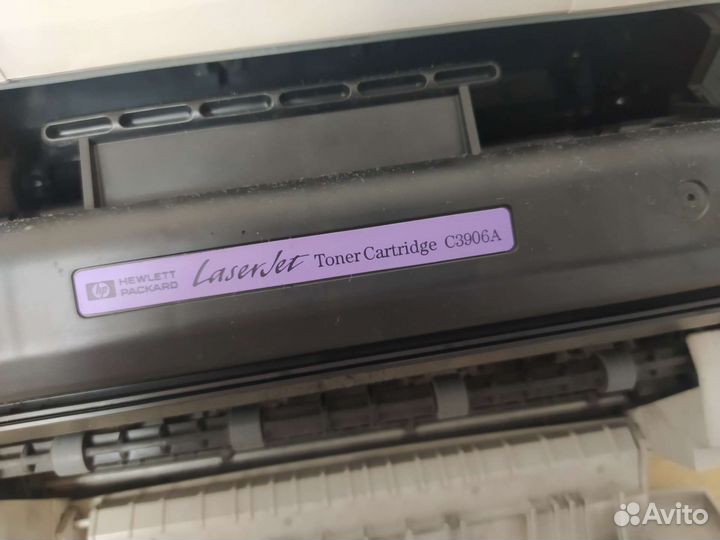 hp HEWLETT PACKARD LaserJet Toner Cartridge C3906A
Avito